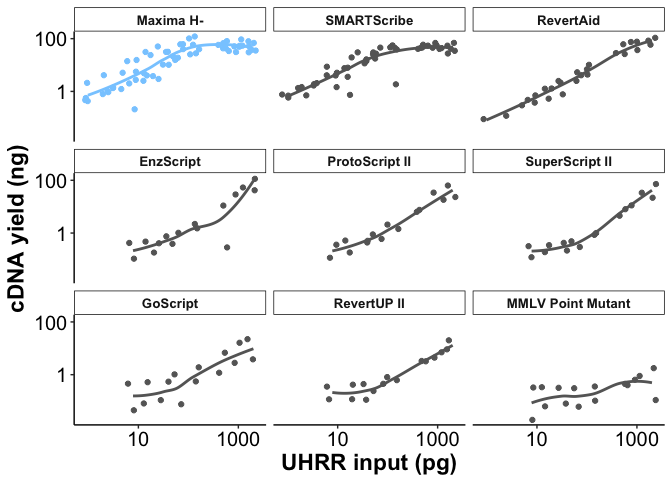 Maxima H- SMARTScribe RevertAid
100
1
EnzScript ProtoScript II SuperScript II
100
1
GoScript RevertUP II MMLV Point Mutant
100
1
10 1000 10 1000 10 1000
cDNA yield (ng)
UHRR input (pg)